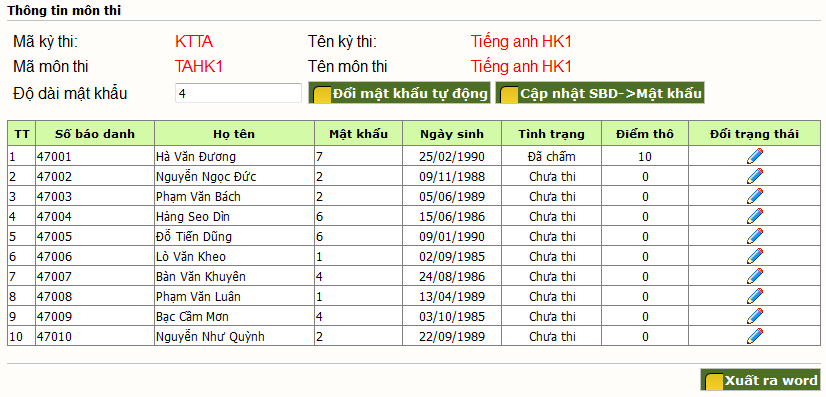 Thông tin môn thi
Mã kỳ thi: KTTA Tên kỳ thi: Tiếng anh HK1
Mã môn thi TAHK1 Tên môn thi Tiếng anh HK1
Độ dài mật khẩu 4 Đổi mật khẩu tự động Cập nhật SBD->Mật khẩu
TT Số báo danh Họ tên Mật khẩu Ngày sinh Tình trạng Điểm thô Đổi trạng thái
1 47001 Hà Văn Đương 7 25/02/1990 Đã chấm 10
2 47002 Nguyễn Ngọc Đức 2 09/11/1988 Chưa thi 0
3 47003 Phạm Văn Bách 2 05/06/1989 Chưa thi 0
4 47004 Hảng Seo Dìn 6 15/06/1986 Chưa thi 0
5 47005 Đỗ Tiến Dũng 6 09/01/1990 Chưa thi 0
6 47006 Lò Văn Kheo 1 02/09/1985 Chưa thi 0
7 47007 Bàn Văn Khuyên 4 24/08/1986 Chưa thi 0
8 47008 Phạm Văn Luân 1 13/04/1989 Chưa thi 0
9 47009 Bạc Cầm Mơn 4 03/10/1985 Chưa thi 0
10 47010 Nguyễn Như Quỳnh 2 22/09/1989 Chưa thi 0
Xuất ra word